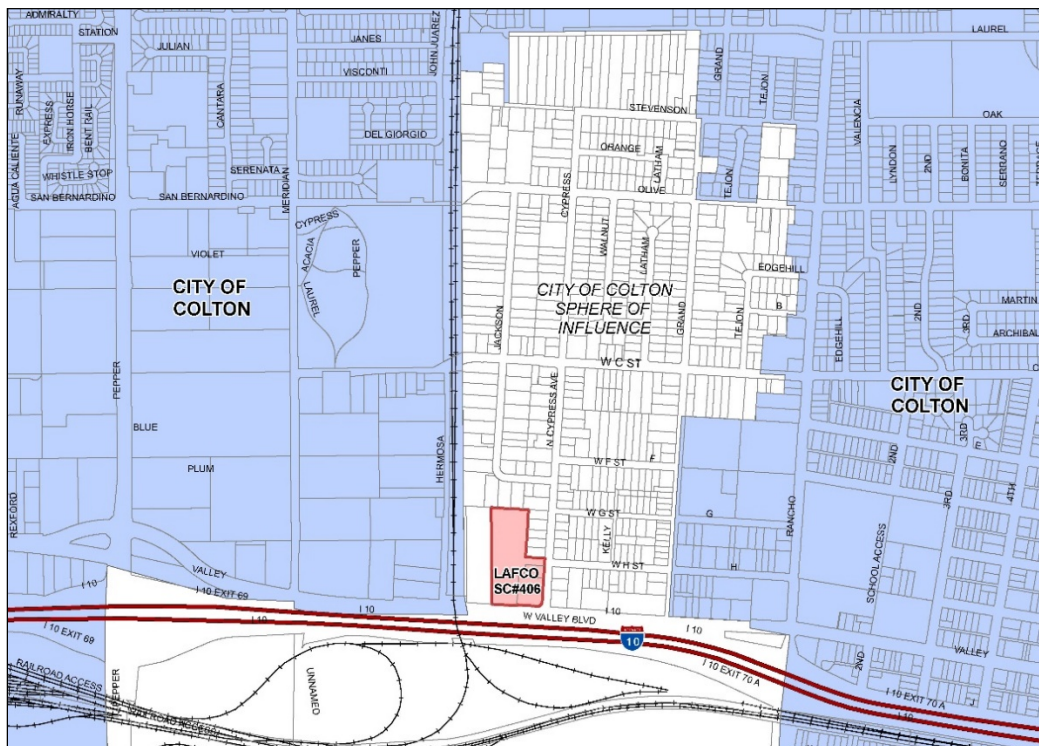 ADMIRALTY
STATION
JULIAN
JANES
VISCONTI
JOHN JUAREZ
LAUREL
GRAND
TEJON
RUNAWAY
EXPRESS
IRON HORSE
BENT RAIL
CANTARA
DEL GIORGIO
STEVENSON
VALENCIA
OAK
AGUA CALIENTE
WHISTLE STOP
SERENATA
MERIDIAN
ORANGE
LATHAM
TEJON
LYNDON
2ND
BONITA
SERRANO
TERRACE
SAN BERNARDINO
SAN BERNARDINO
CYPRESS
OLIVE
CYPRESS
ACACIA
PEPPER
WALNUT
LATHAM
VIOLET
EDGEHILL
CITY OF
COLTON
LAUREL
CITY OF COLTON
SPHERE OF
INFLUENCE
B
2ND
3RD
MARTIN
ARCHIBAL
JACKSON
GRAND
TEJON
EDGEHILL
W C ST
C
PEPPER
N CYPRESS AVE
CITY OF
COLTON
BLUE
3RD
E
2ND
PLUM
HERMOSA
W F ST
F
3RD
4TH
REXFORD
W G ST
G
KELLY
RANCHO
SCHOOL ACCESS
VALLEY
W H ST
H
LAFCO
SC#406
I 10 EXIT 69
I 10
I 10
W VALLEY BLVD
I 10
I 10
10
I 10 EXIT 69
I 10
VALLEY
2ND
I 10 EXIT 70 A
RAILROAD ACCESS
PEPPER
UNNAMED
I 10 EXIT 70 A
J
I 10